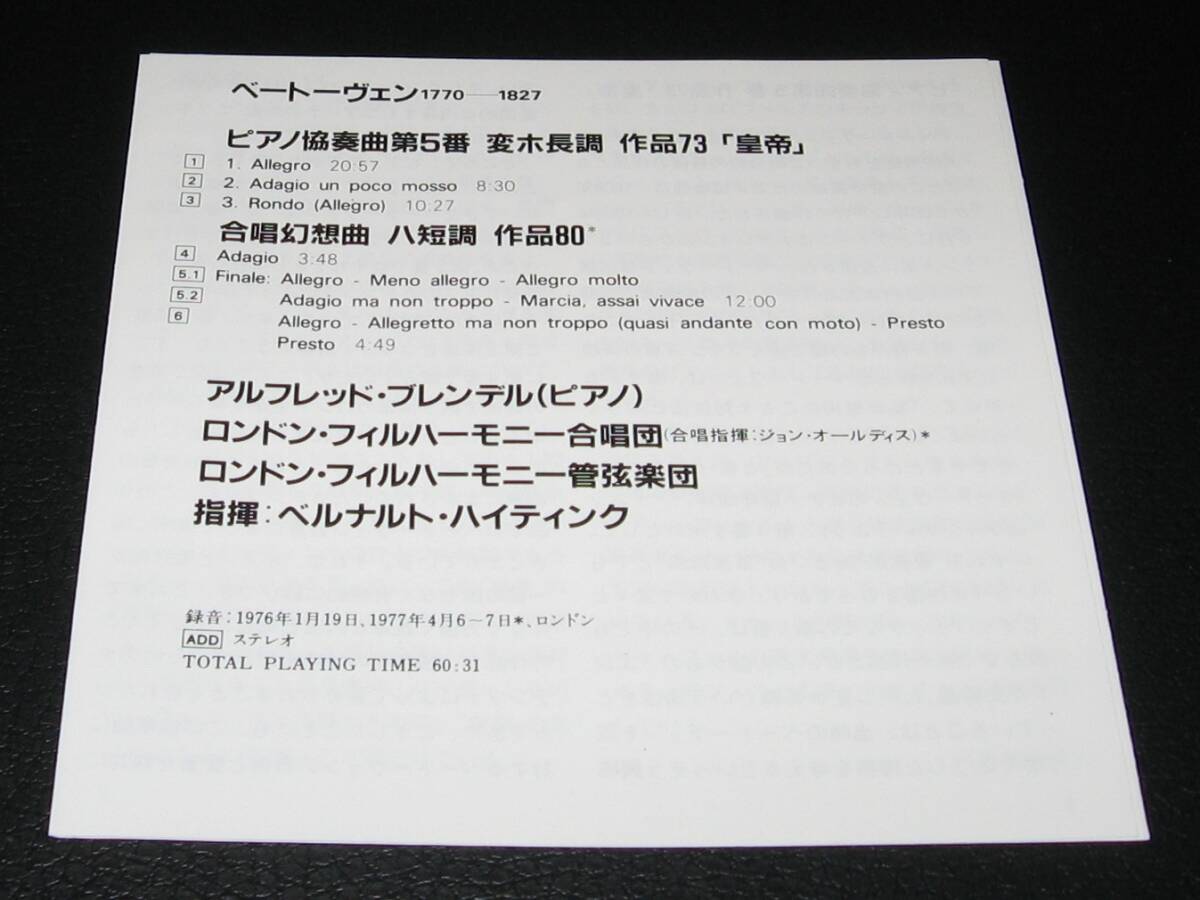 ベートーヴェン1770—1827
ピアノ協奏曲第5番 変ホ長調 作品73「皇帝」
1 1. Allegro 20:57
2 2. Adagio un poco mosso 8:30
3 3. Rondo (Allegro) 10:27
合唱幻想曲 ハ短調 作品80*
4 Adagio 3:48
5.1 Finale: Allegro - Meno allegro - Allegro molto
5.2 Adagio ma non troppo - Marcia, assai vivace 12:00
6 Allegro - Allegretto ma non troppo (quasi andante con moto) - Presto
Presto 4:49
アルフレッド・ブレンデル(ピアノ)
ロンドン・フィルハーモニー合唱団(合唱指揮:ジョン・オールディス)*
ロンドン・フィルハーモニー管弦楽団
指揮:ベルナルト・ハイティンク
録音:1976年1月19日、1977年4月6〜7日*、ロンドン
ADD ステレオ
TOTAL PLAYING TIME 60:31